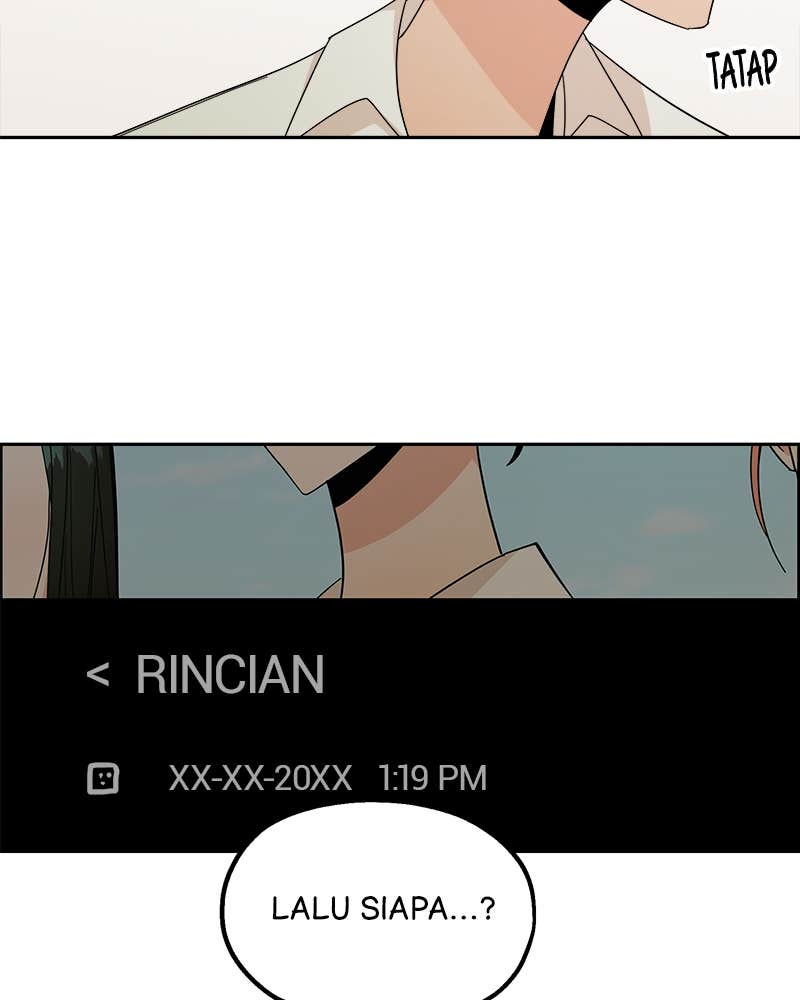 TATAP
< RINCIAN
XX-XX-20XX 1:19 PM
LALU SIAPA...?